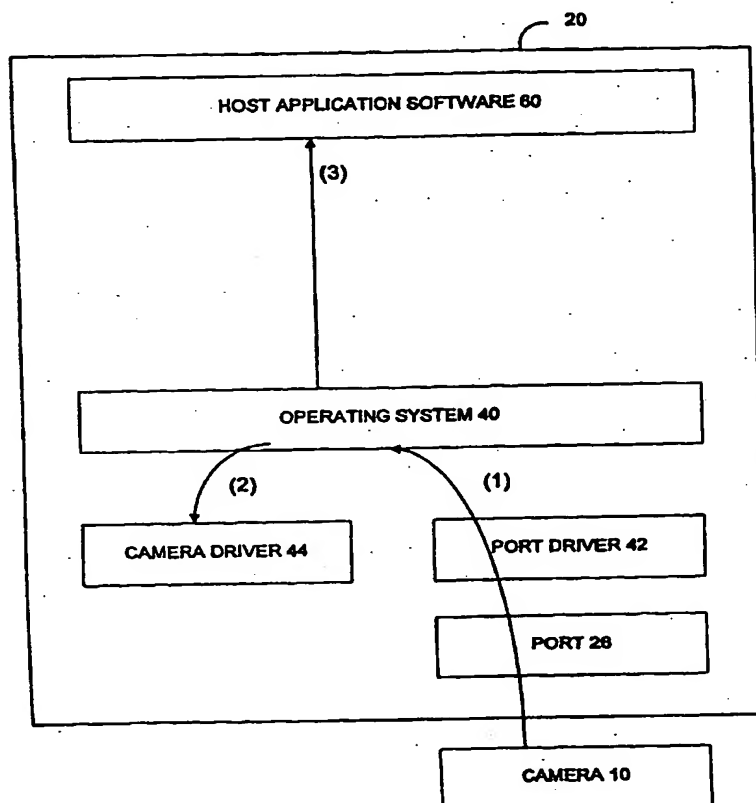 20
HOST APPLICATION SOFTWARE 60
(3)
OPERATING SYSTEM 40
(2)
(1)
CAMERA DRIVER 44
PORT DRIVER 42
PORT 26
CAMERA 10